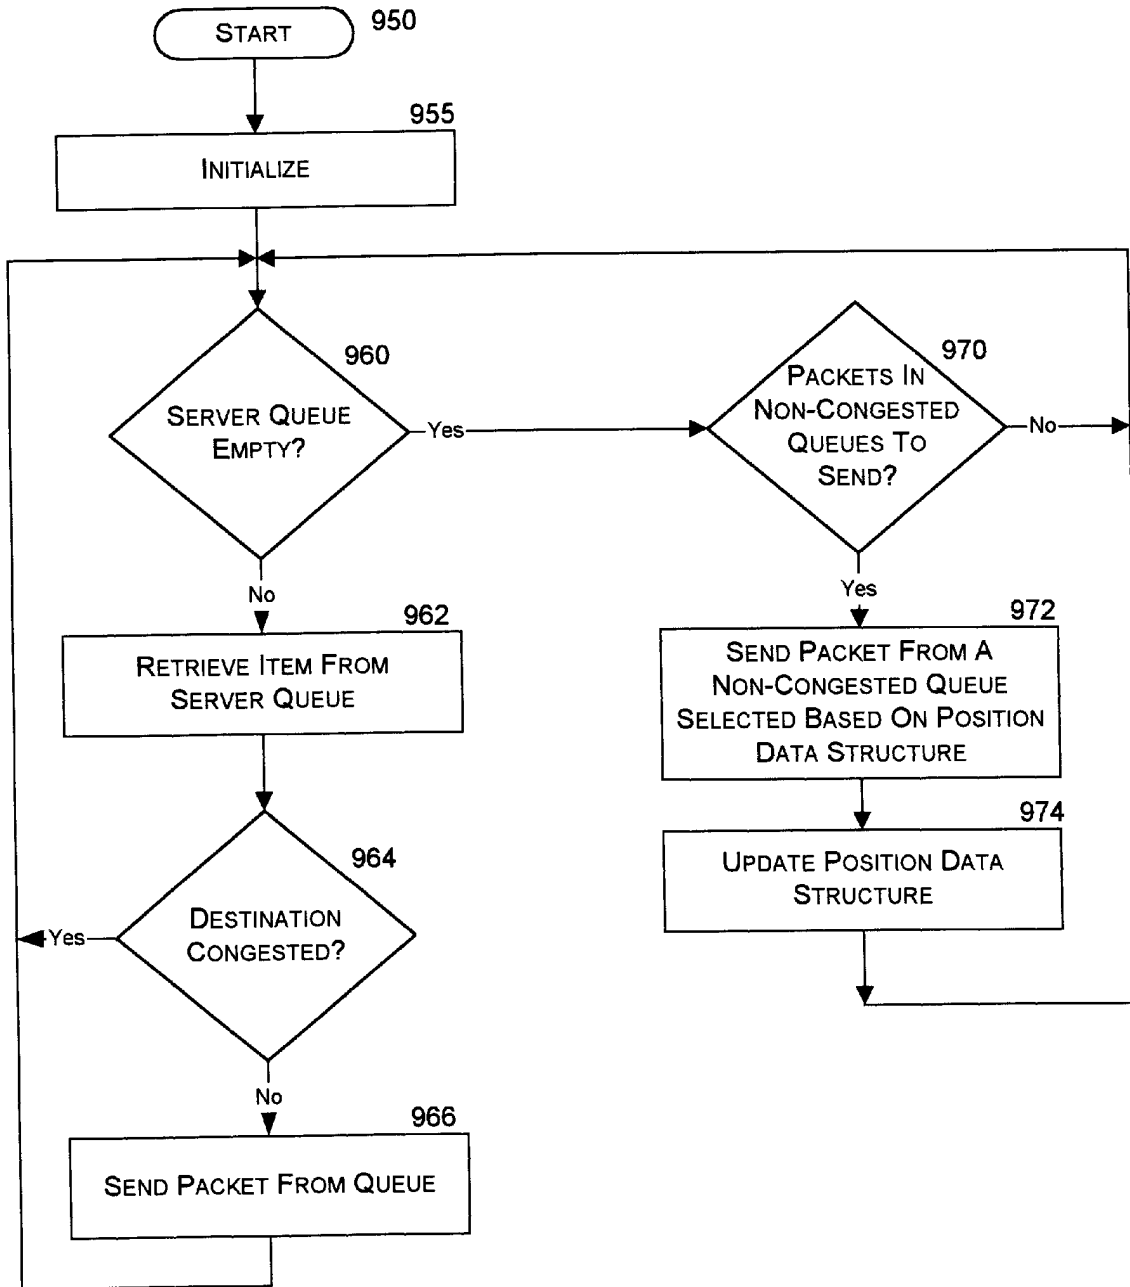 START
950
955
INITIALIZE
960
SERVER QUEUE
EMPTY?
Yes
970
PACKETS IN
NON-CONGESTED
QUEUES TO
SEND?
No
No
Yes
962
RETRIEVE ITEM FROM
SERVER QUEUE
972
SEND PACKET FROM A
NON-CONGESTED QUEUE
SELECTED BASED ON POSITION
DATA STRUCTURE
974
UPDATE POSITION DATA
STRUCTURE
964
DESTINATION
CONGESTED?
Yes
No
966
SEND PACKET FROM QUEUE